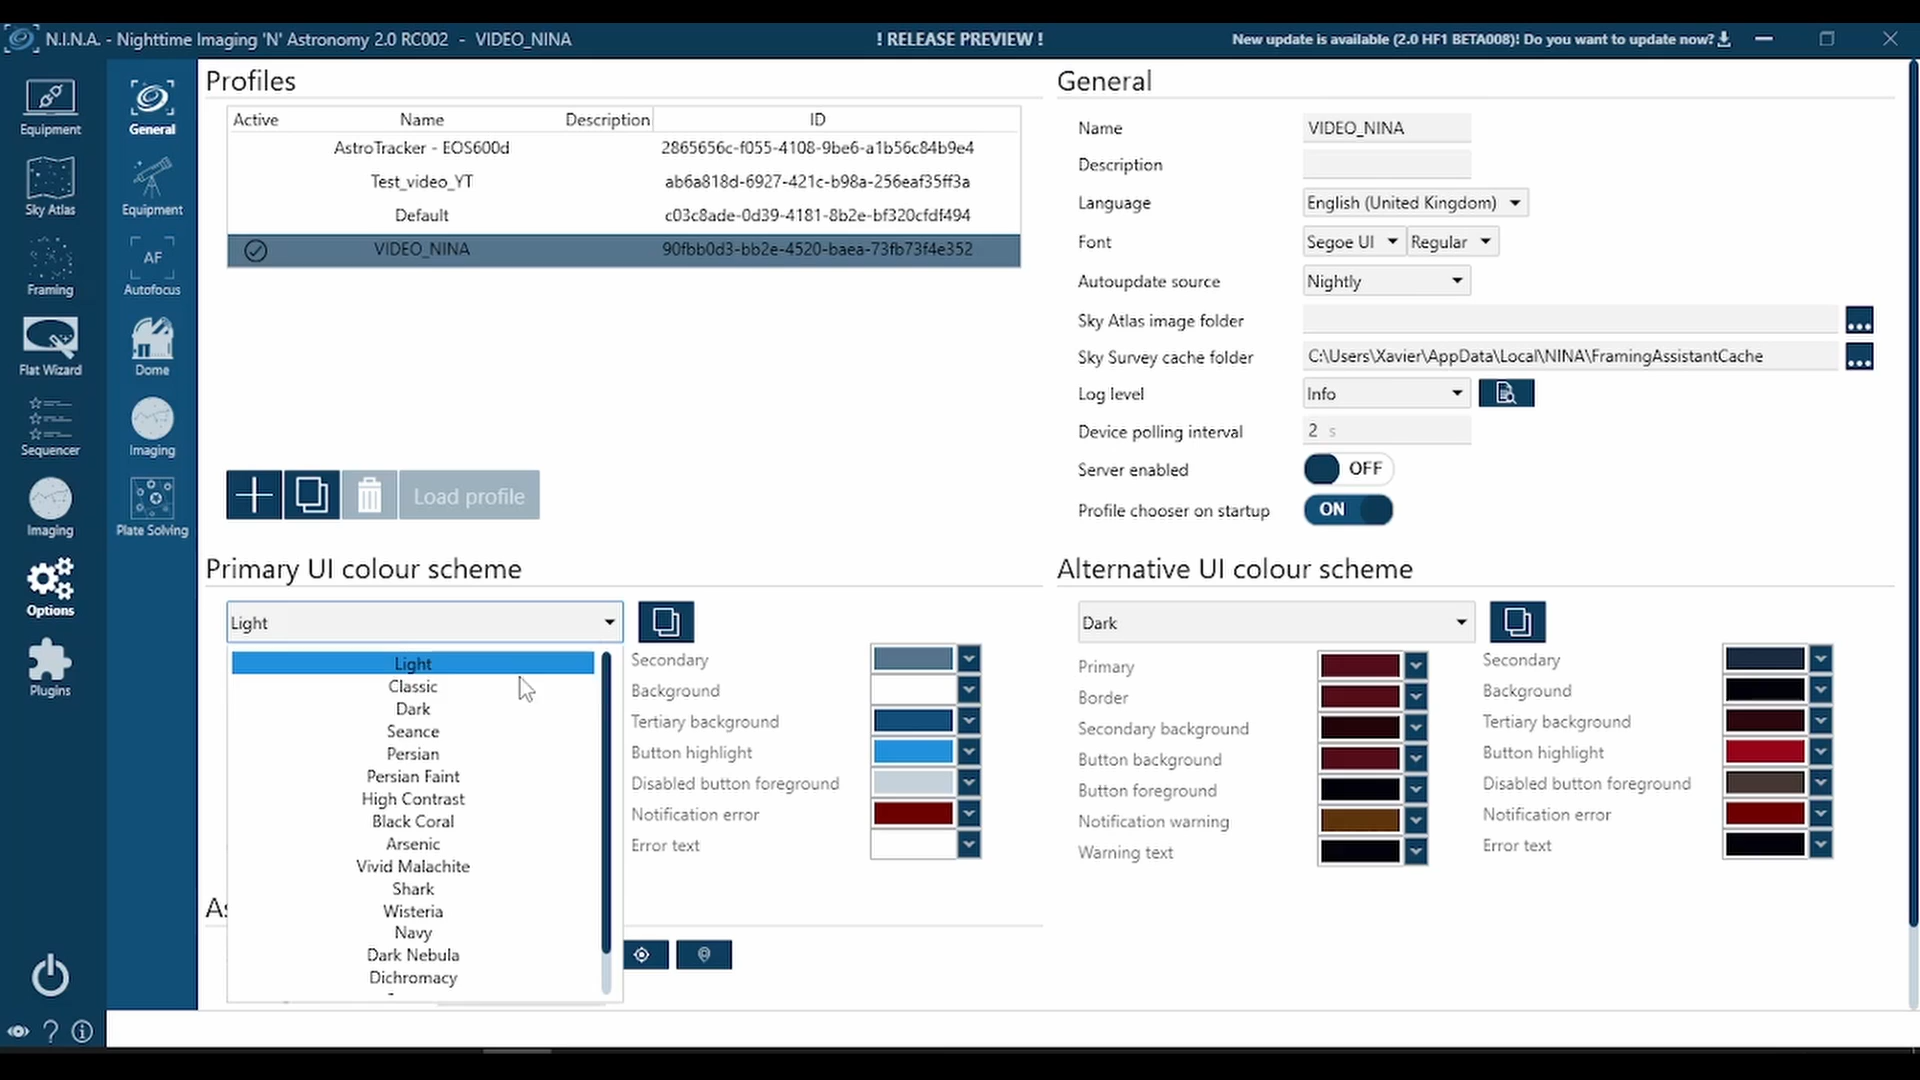 N.I.N.A. - Nighttime Imaging 'N' Astronomy 2.0 RC002 - VIDEO_NINA
! RELEASE PREVIEW !
New update is available (2.0 HF1 BETA008)! Do you want to update now?
Equipment
Sky Atlas
Framing
Flat Wizard
Sequencer
Imaging
Options
Plugins
General
Equipment
AF
Autofocus
Dome
Imaging
Plate Solving
Profiles
Active Name Description ID
AstroTracker - EOS600d 2865656c-f055-4108-9be6-a1b56c84b9e4
Test_video_YT ab6a818d-6927-421c-b98a-256eaf35ff3a
Default c03c8ade-0d39-4181-8b2e-bf320cfdf494
VIDEO_NINA 90fbb0d3-bb2e-4520-baea-73fb73f4e352
Load profile
General
Name VIDEO_NINA
Description
Language English (United Kingdom)
Font Segoe UI Regular
Autoupdate source Nightly
Sky Atlas image folder
Sky Survey cache folder C:\Users\Xavier\AppData\Local\NINA\FramingAssistantCache
Log level Info
Device polling interval 2 s
Server enabled OFF
Profile chooser on startup ON
Primary UI colour scheme
Light
Light
Classic
Dark
Seance
Persian
Persian Faint
High Contrast
Black Coral
Arsenic
Vivid Malachite
Shark
Wisteria
Navy
Dark Nebula
Dichromacy
Secondary
Background
Tertiary background
Button highlight
Disabled button foreground
Notification error
Error text
As
Alternative UI colour scheme
Dark
Primary
Border
Secondary background
Button background
Button foreground
Notification warning
Warning text
Secondary
Background
Tertiary background
Button highlight
Disabled button foreground
Notification error
Error text